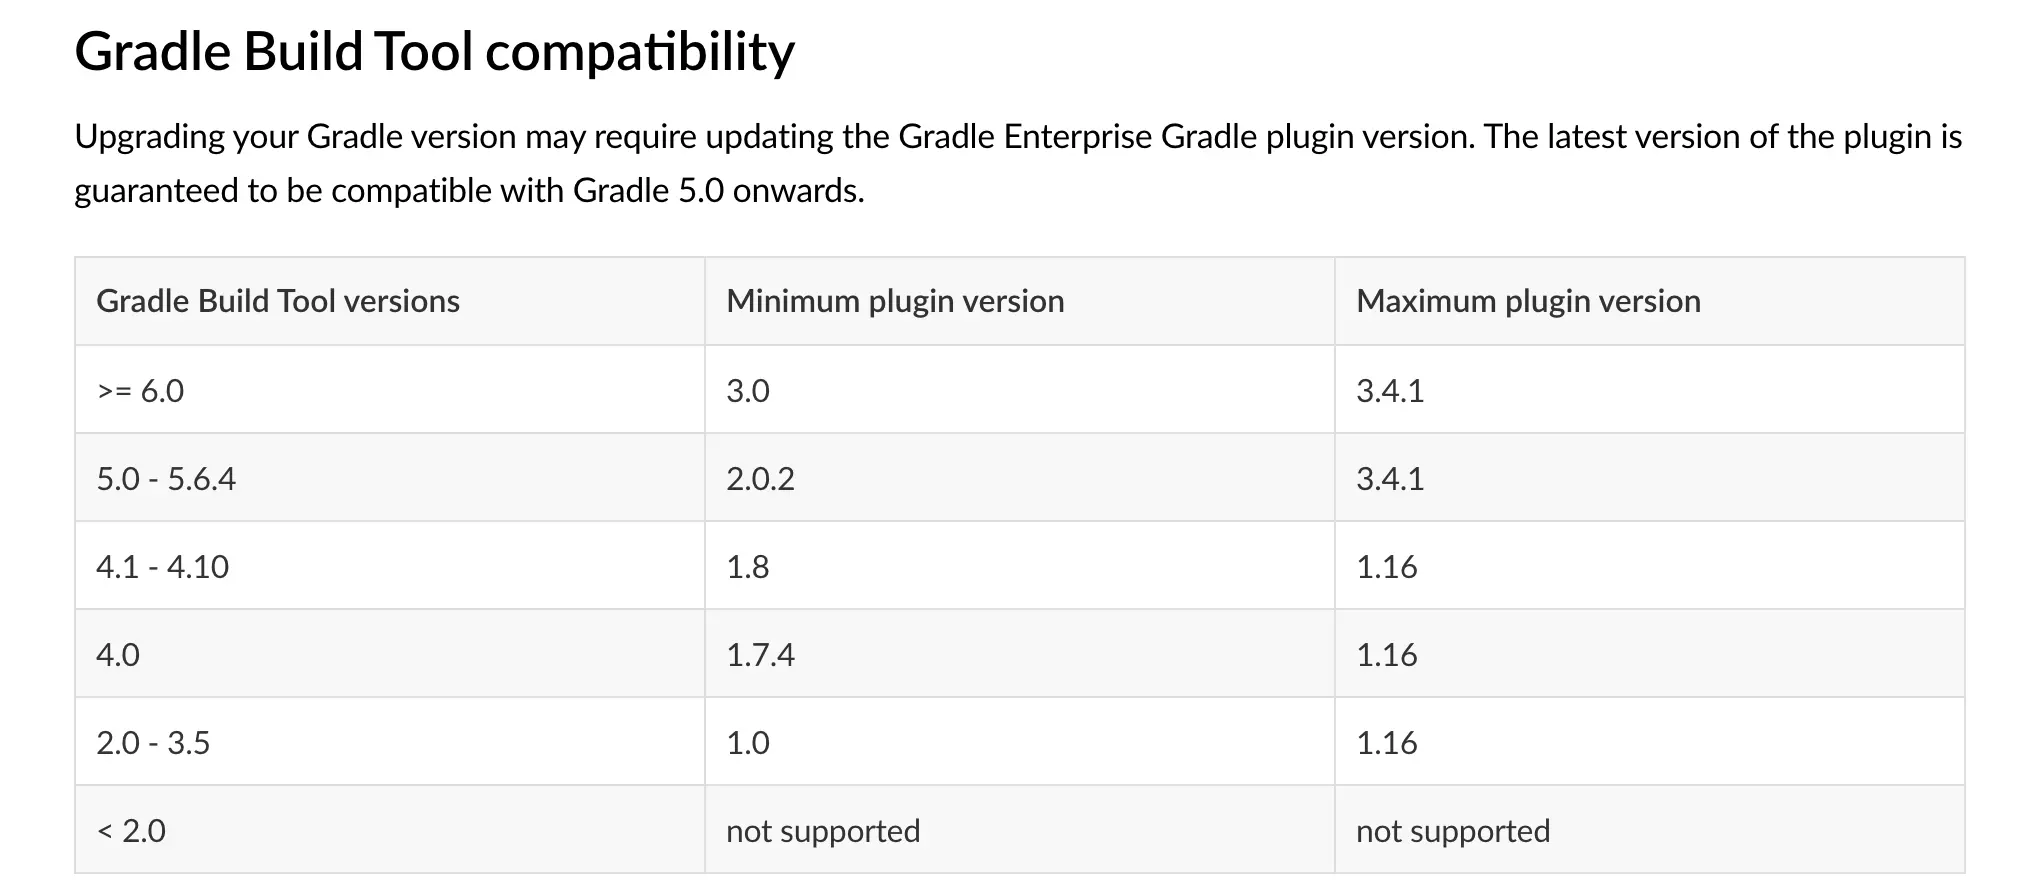 Gradle Build Tool compatibility
Upgrading your Gradle version may require updating the Gradle Enterprise Gradle plugin version. The latest version of the plugin is
guaranteed to be compatible with Gradle 5.0 onwards.
Gradle Build Tool versions Minimum plugin version Maximum plugin version
>= 6.0 3.0 3.4.1
5.0 - 5.6.4 2.0.2 3.4.1
4.1 - 4.10 1.8 1.16
4.0 1.7.4 1.16
2.0 - 3.5 1.0 1.16
< 2.0 not supported not supported